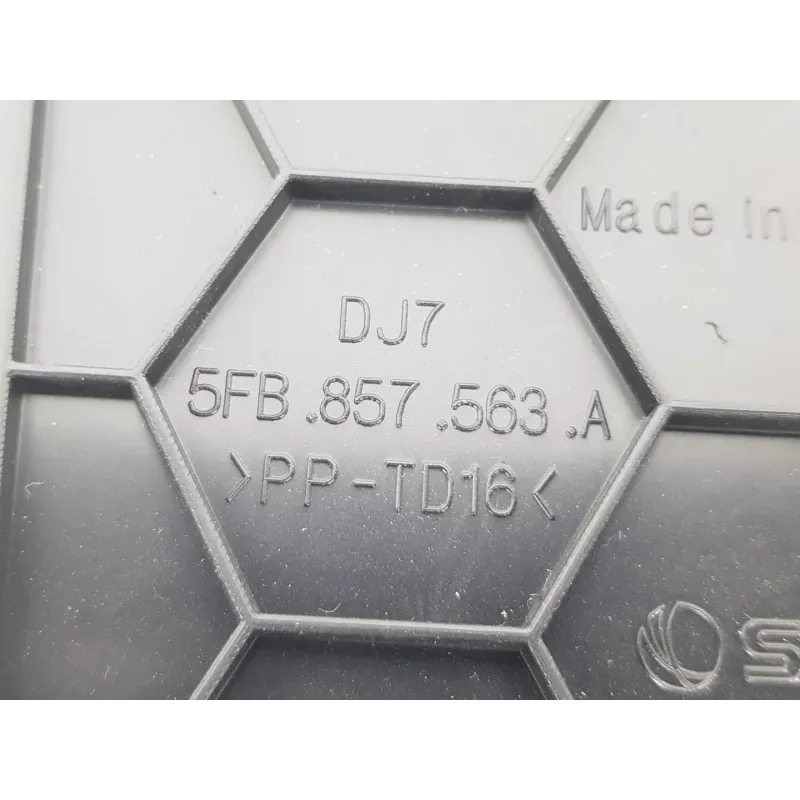 Made in
DJ7
5FB.857.563.A
>PP-TD16<
S